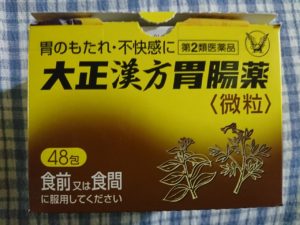 胃のもたれ・不快感に
第2類医薬品
大正漢方胃腸薬
〈微粒〉
48包
食前又は食間
に服用してください